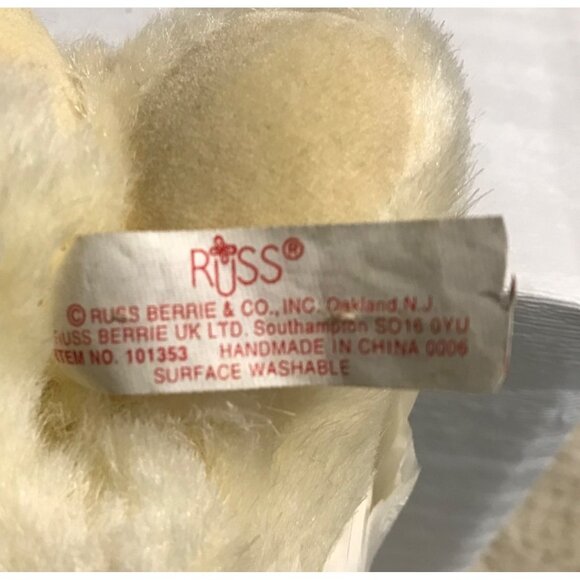 RUSS®
© RUSS BERRIE & CO., INC. Oakland, N.J.
RUSS BERRIE UK LTD. Southampton SO16 0YU
ITEM NO. 101353 HANDMADE IN CHINA 0006
SURFACE WASHABLE